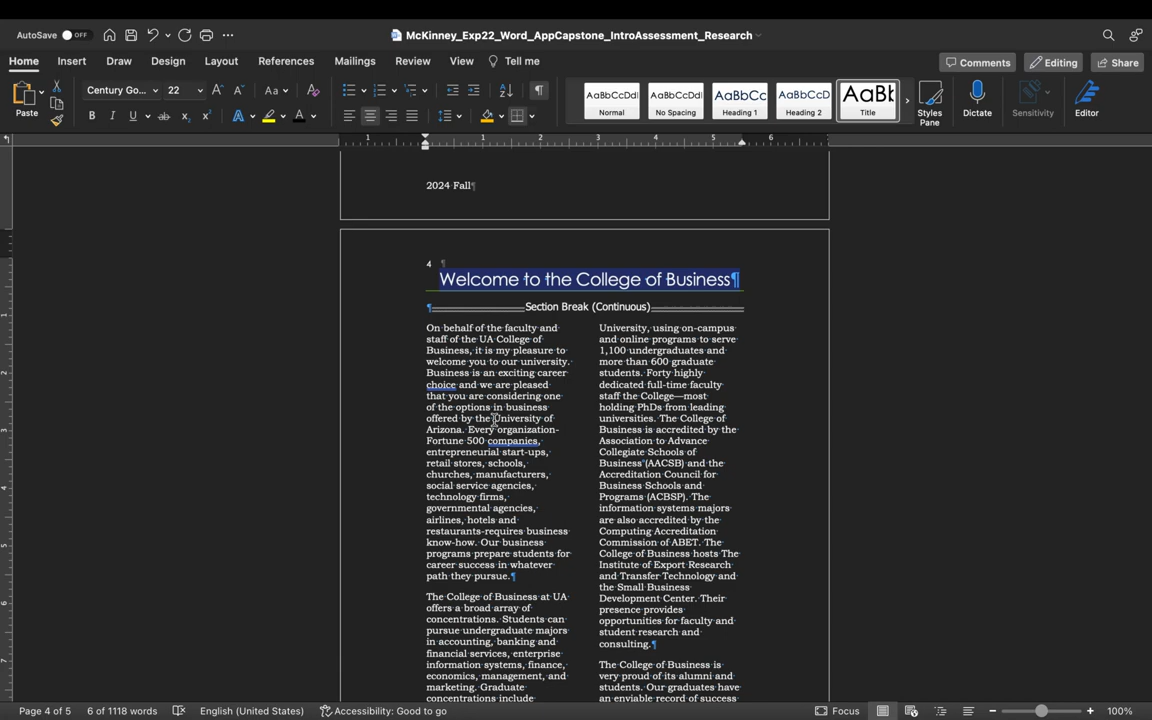 AutoSave OFF McKinney_Exp22_Word_AppCapstone_IntroAssessment_Research
Home Insert Draw Design Layout References Mailings Review View Tell me Comments Editing Share
Paste Century Go... 22 Aa AaBbCcDdI Normal AaBbCcDdI No Spacing AaBbCc Heading 1 AaBbCcD Heading 2 AaBb Title Styles Pane Dictate Sensitivity Editor
1 1 2 3 4 5 6
2024 Fall¶
4 ¶
Welcome to the College of Business¶
¶ Section Break (Continuous)
On behalf of the faculty and
staff of the UA College of
Business, it is my pleasure to
welcome you to our university.
Business is an exciting career
choice and we are pleased
that you are considering one
of the options in business
offered by the University of
Arizona. Every organization-
Fortune 500 companies,
entrepreneurial start-ups,
retail stores, schools,
churches, manufacturers,
social service agencies,
technology firms,
governmental agencies,
airlines, hotels and
restaurants-requires business
know-how. Our business
programs prepare students for
career success in whatever
path they pursue.¶
The College of Business at UA
offers a broad array of
concentrations. Students can
pursue undergraduate majors
in accounting, banking and
financial services, enterprise
information systems, finance,
economics, management, and
marketing. Graduate
concentrations include
University, using on-campus
and online programs to serve
1,100 undergraduates and
more than 600 graduate
students. Forty highly
dedicated full-time faculty
staff the College—most
holding PhDs from leading
universities. The College of
Business is accredited by the
Association to Advance
Collegiate Schools of
Business (AACSB) and the
Accreditation Council for
Business Schools and
Programs (ACBSP). The
information systems majors
are also accredited by the
Computing Accreditation
Commission of ABET. The
College of Business hosts The
Institute of Export Research
and Transfer Technology and
the Small Business
Development Center. Their
presence provides
opportunities for faculty and
student research and
consulting.¶
The College of Business is
very proud of its alumni and
students. Our graduates have
an enviable record of success
1
2
3
4
5
6
7
Page 4 of 5 6 of 1118 words English (United States) Accessibility: Good to go Focus 100%